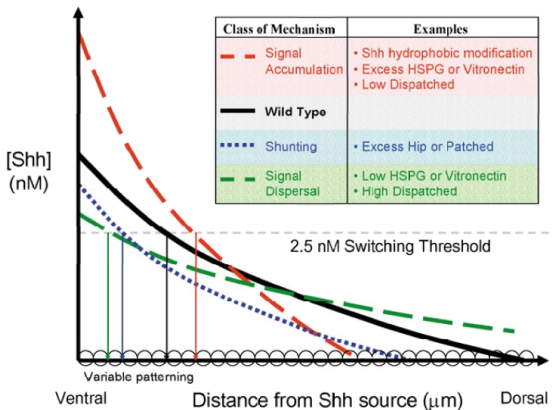 Class of Mechanism Examples
Signal Accumulation • Shh hydrophobic modification
• Excess HSPG or Vitronectin
• Low Dispatched
Wild Type
Shunting • Excess Hip or Patched
Signal Dispersal • Low HSPG or Vitronectin
• High Dispatched
[Shh]
(nM)
2.5 nM Switching Threshold
Variable patterning
Ventral Distance from Shh source (μm) Dorsal